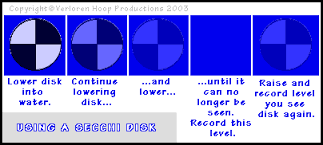 Copyright © Verloren Hoop Productions 2003
Lower disk
into
water.
Continue
lowering
disk...
...and
lower...
...until it
can no
longer be
seen.
Record this
level.
Raise and
record level
you see
disk again.
USING A SECCHI DISK